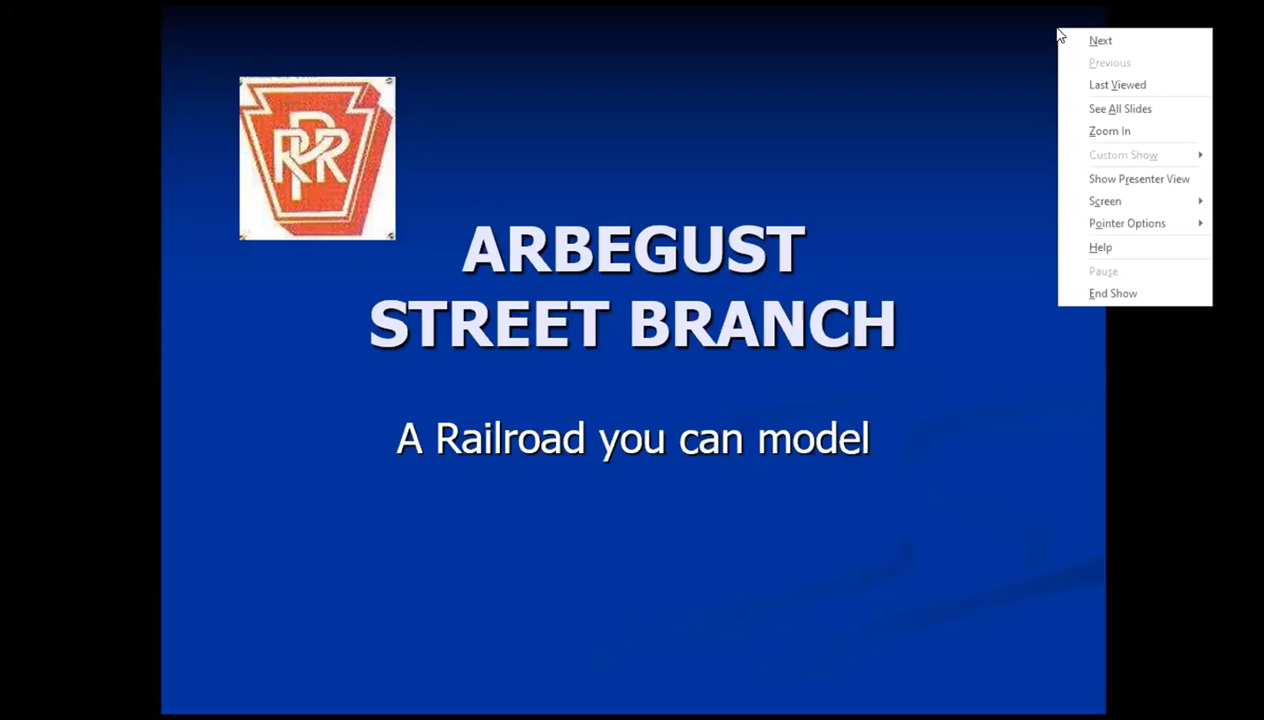 PRR
ARBEGUST
STREET BRANCH
A Railroad you can model
Next
Previous
Last Viewed
See All Slides
Zoom In
Custom Show
Show Presenter View
Screen
Pointer Options
Help
Pause
End Show